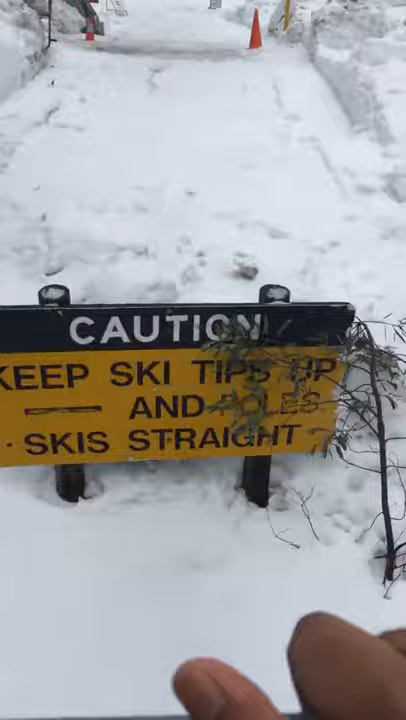 CAUTION
KEEP SKI TIPS UP
— AND POLES
· SKIS STRAIGHT